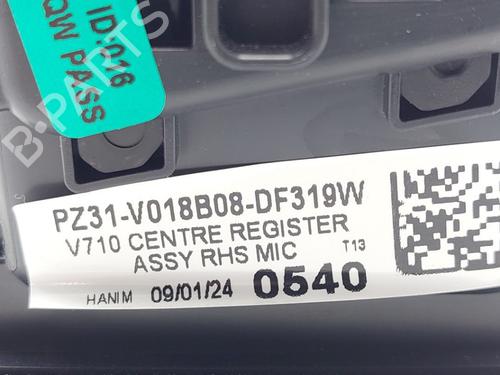 ID:016
QW PASS
B-PARTS
PZ31-V018B08-DF319W
V710 CENTRE REGISTER
ASSY RHS MIC T13
HANIM 09/01/24 0540